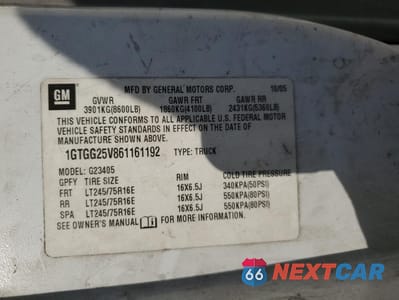 GM
MFD BY GENERAL MOTORS CORP. 10/05
GVWR GAWR FRT GAWR RR
3901KG(8600LB) 1860KG(4100LB) 2431KG(5360LB)
THIS VEHICLE CONFORMS TO ALL APPLICABLE U.S. FEDERAL MOTOR
VEHICLE SAFETY STANDARDS IN EFFECT ON THE DATE OF
MANUFACTURE SHOWN ABOVE.
1GTGG25V861161192 TYPE: TRUCK
MODEL: G23405
GPFY TIRE SIZE RIM COLD TIRE PRESSURE
FRT LT245/75R16E 16X6.5J 340KPA(50PSI)
RR LT245/75R16E 16X6.5J 550KPA(80PSI)
SPA LT245/75R16E 16X6.5J 550KPA(80PSI)
SEE OWNER'S MANUAL FOR MORE INFORMATION.
66 NEXTCAR